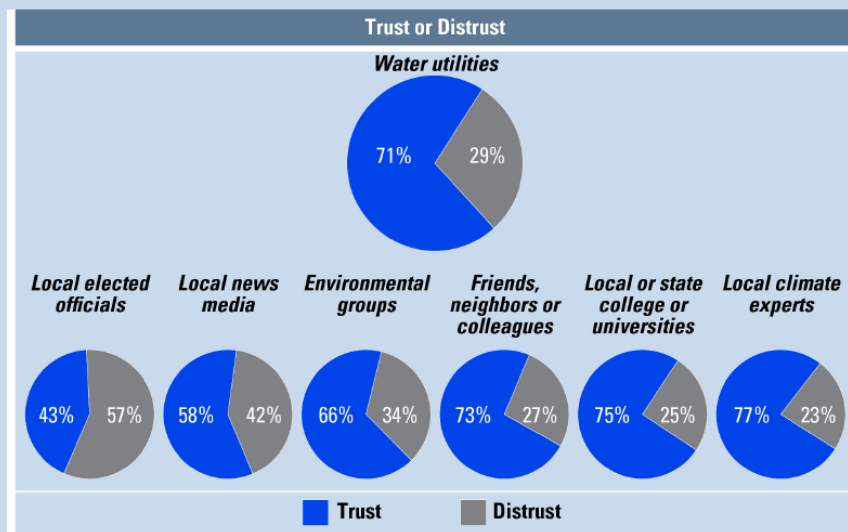 Trust or Distrust
Water utilities
71%
29%
Local elected
officials
Local news
media
Environmental
groups
Friends,
neighbors or
colleagues
Local or state
college or
universities
Local climate
experts
43%
57%
58%
42%
66%
34%
73%
27%
75%
25%
77%
23%
Trust
Distrust